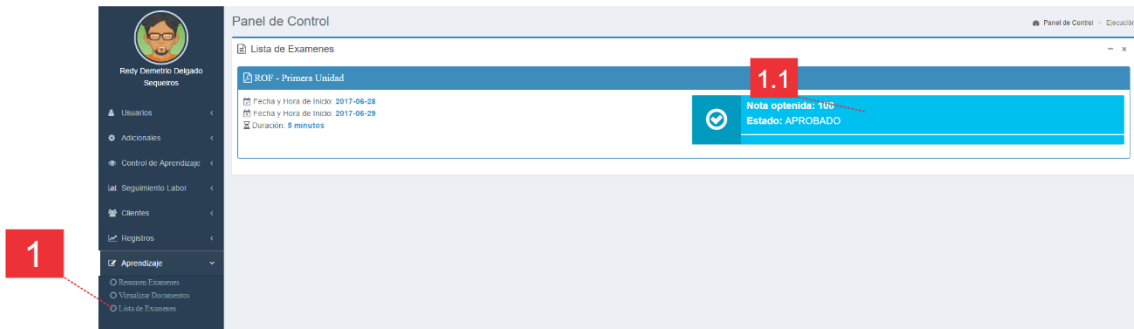 Redy Demetrio Delgado
Sequeiros
Usuarios
Adicionales
Control de Aprendizaje
Seguimiento Labor
Clientes
Registros
Aprendizaje
Resumen Examenes
Vizualizar Documentos
Lista de Examenes
1
Panel de Control
Panel de Control Ejecución
Lista de Examenes
ROF - Primera Unidad
1.1
Fecha y Hora de Inicio: 2017-06-28
Fecha y Hora de Inicio: 2017-06-29
Duración: 5 minutos
Nota optenida: 100
Estado: APROBADO